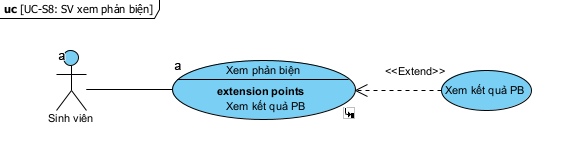 uc [UC-S8: SV xem phản biện]
a
Sinh viên
a
Xem phản biện
extension points
Xem kết quả PB
<<Extend>>
Xem kết quả PB